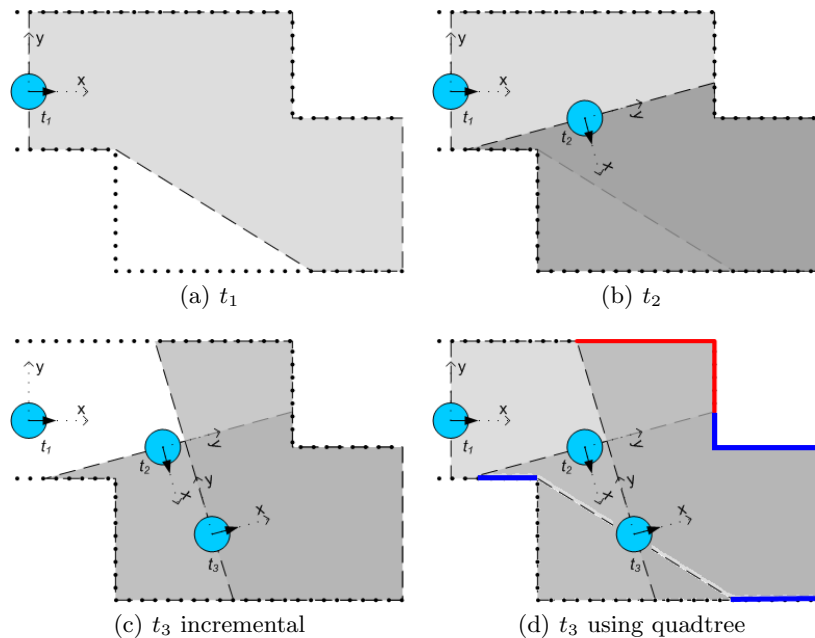 y y
x x
t₁ t₁
y
t₂
x
(a) t₁ (b) t₂
y y
x x
t₁ t₁
y y
t₂ t₂
x y x y
x x
t₃ t₃
(c) t₃ incremental (d) t₃ using quadtree